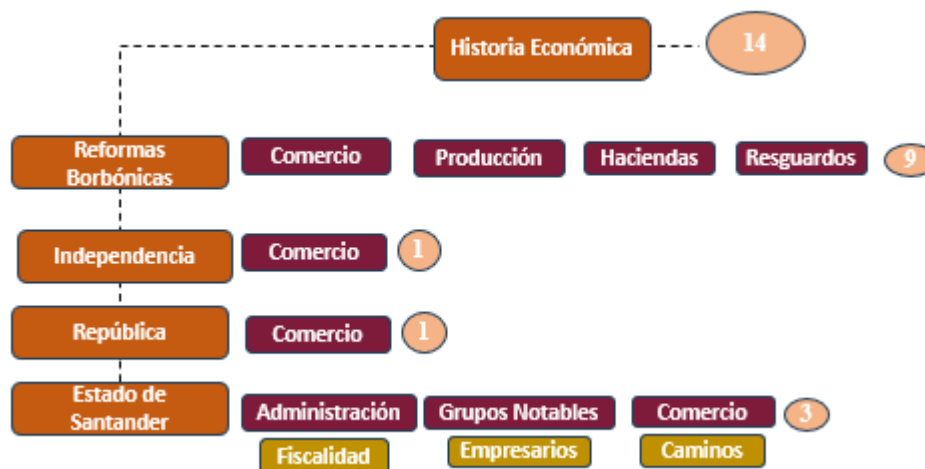 Historia Económica
14
Reformas
Borbónicas
Comercio
Producción
Haciendas
Resguardos
9
Independencia
Comercio
1
República
Comercio
1
Estado de
Santander
Administración
Grupos Notables
Comercio
3
Fiscalidad
Empresarios
Caminos